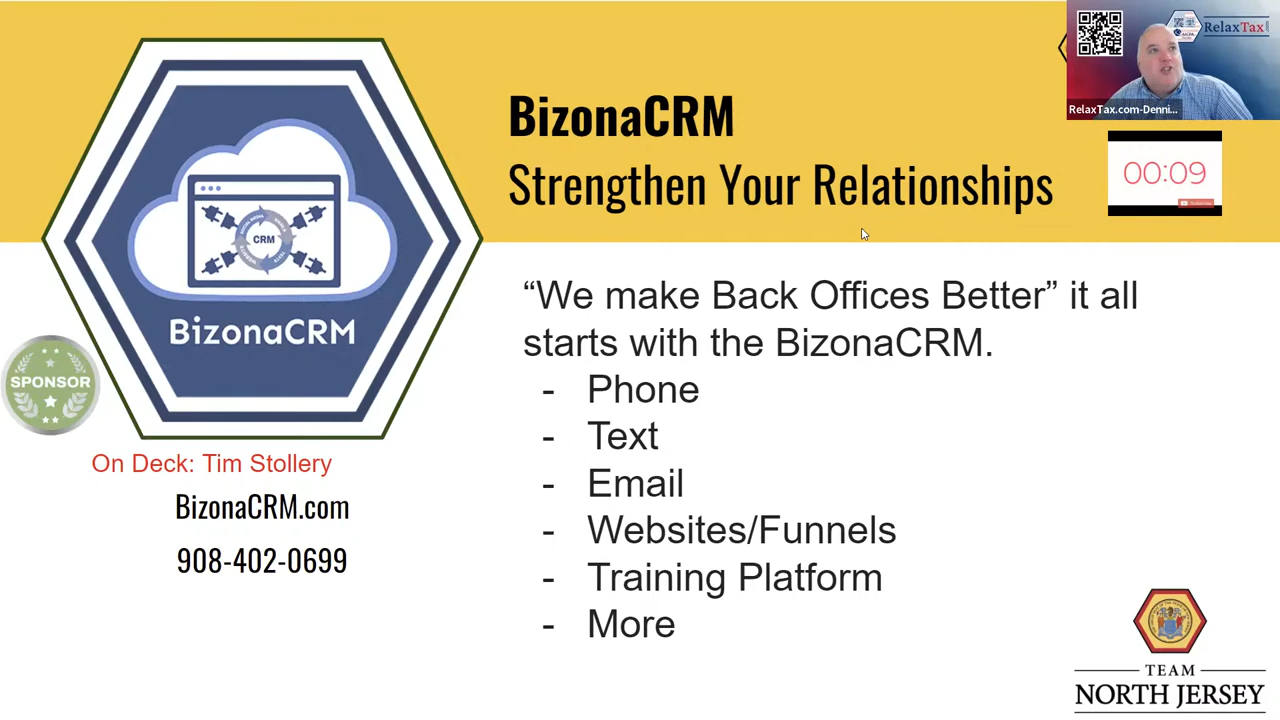 BizonaCRM
Strengthen Your Relationships
RelaxTax.com
RelaxTax.com-Denni...
00:09
CRM
BizonaCRM
SPONSOR
On Deck: Tim Stollery
BizonaCRM.com
908-402-0699
“We make Back Offices Better” it all
starts with the BizonaCRM.
- Phone
- Text
- Email
- Websites/Funnels
- Training Platform
- More
TEAM
NORTH JERSEY